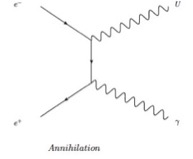 e⁻ U
e⁺ γ
Annihilation